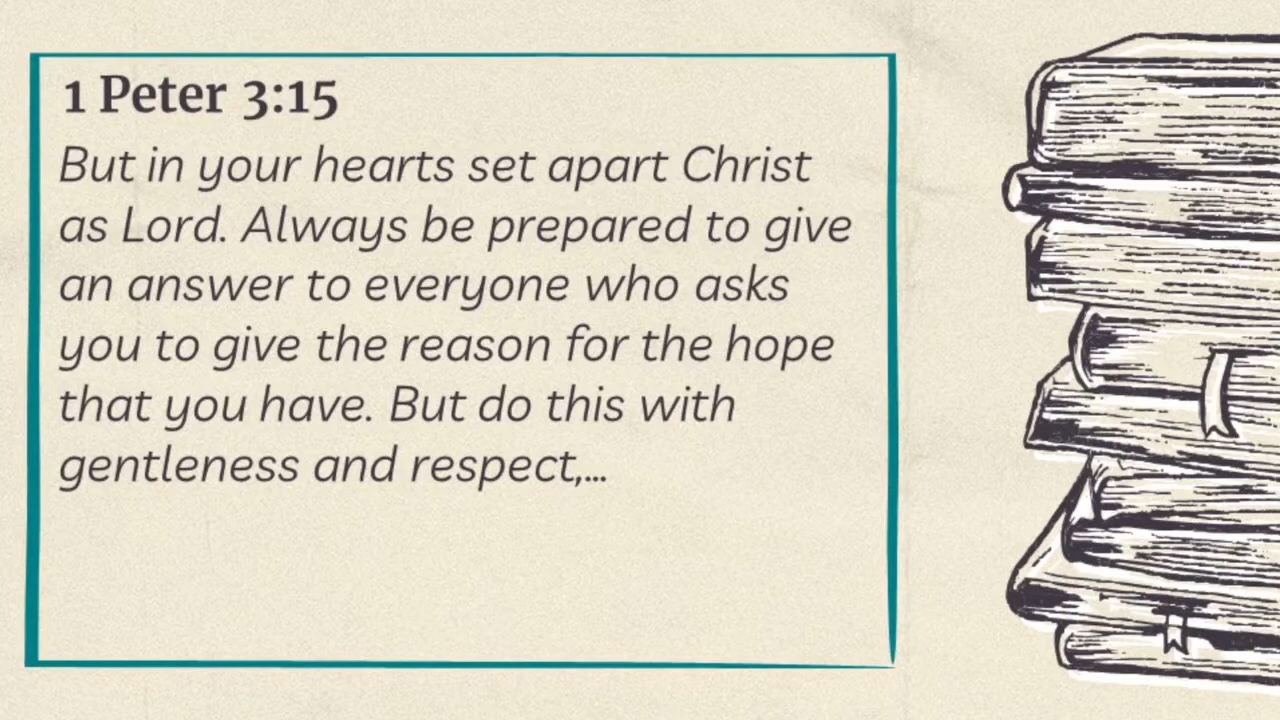 1 Peter 3:15
But in your hearts set apart Christ
as Lord. Always be prepared to give
an answer to everyone who asks
you to give the reason for the hope
that you have. But do this with
gentleness and respect,...